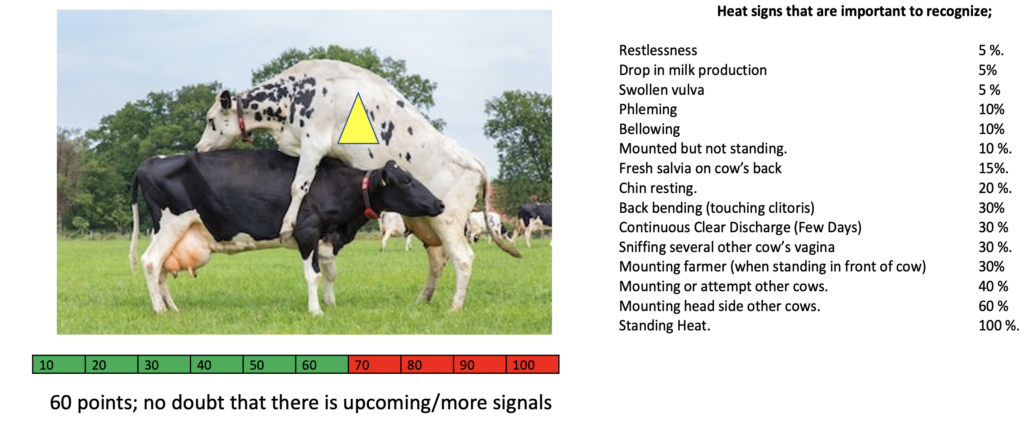 Heat signs that are important to recognize;
Restlessness 5 %.
Drop in milk production 5%
Swollen vulva 5 %
Phleming 10%
Bellowing 10%
Mounted but not standing. 10 %.
Fresh salvia on cow's back 15%.
Chin resting. 20 %.
Back bending (touching clitoris) 30%
Continuous Clear Discharge (Few Days) 30 %
Sniffing several other cow's vagina 30 %.
Mounting farmer (when standing in front of cow) 30%
Mounting or attempt other cows. 40 %
Mounting head side other cows. 60 %
Standing Heat. 100 %.
10 20 30 40 50 60 70 80 90 100
60 points; no doubt that there is upcoming/more signals